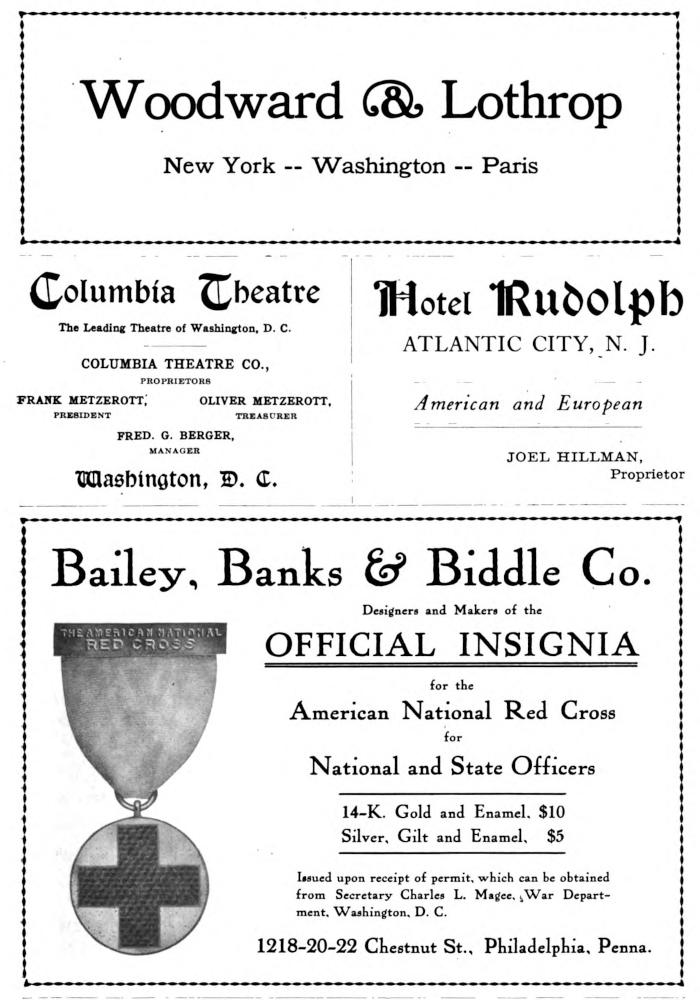 Woodward & Lothrop
New York -- Washington -- Paris
Columbia Theatre
The Leading Theatre of Washington, D. C.
COLUMBIA THEATRE CO.,
PROPRIETORS
FRANK METZEROTT, OLIVER METZEROTT,
PRESIDENT TREASURER
FRED. G. BERGER,
MANAGER
Washington, D. C.
Hotel Rudolph
ATLANTIC CITY, N. J.
American and European
JOEL HILLMAN,
Proprietor
Bailey, Banks & Biddle Co.
THE AMERICAN NATIONAL
RED CROSS
Designers and Makers of the
OFFICIAL INSIGNIA
for the
American National Red Cross
for
National and State Officers
14-K. Gold and Enamel, $10
Silver, Gilt and Enamel, $5
Issued upon receipt of permit, which can be obtained
from Secretary Charles L. Magee, War Depart-
ment, Washington, D. C.
1218-20-22 Chestnut St., Philadelphia, Penna.